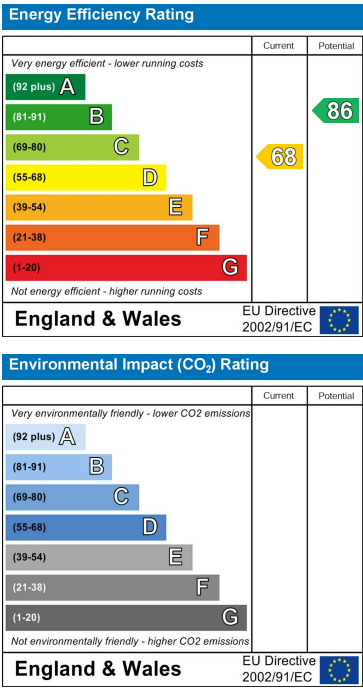 Energy Efficiency Rating
Current Potential
Very energy efficient - lower running costs
(92 plus) A
(81-91) B
86
(69-80) C
68
(55-68) D
(39-54) E
(21-38) F
(1-20) G
Not energy efficient - higher running costs
England & Wales
EU Directive
2002/91/EC
Environmental Impact (CO₂) Rating
Current Potential
Very environmentally friendly - lower CO2 emissions
(92 plus) A
(81-91) B
(69-80) C
(55-68) D
(39-54) E
(21-38) F
(1-20) G
Not environmentally friendly - higher CO2 emissions
England & Wales
EU Directive
2002/91/EC